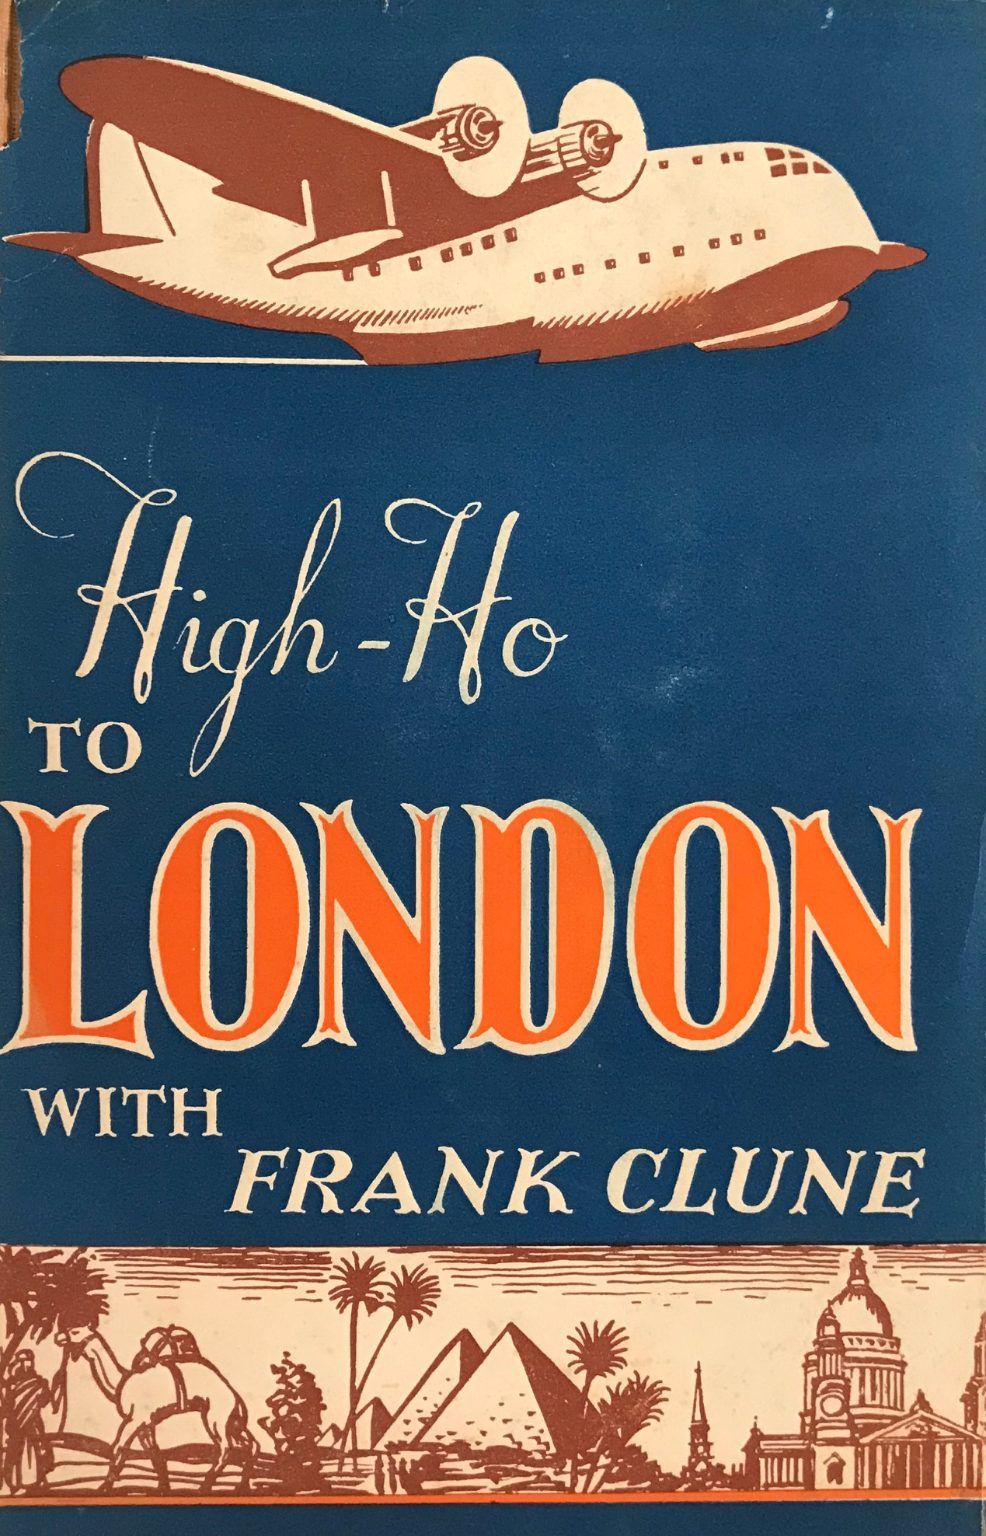 High-Ho
TO
LONDON
WITH
FRANK CLUNE